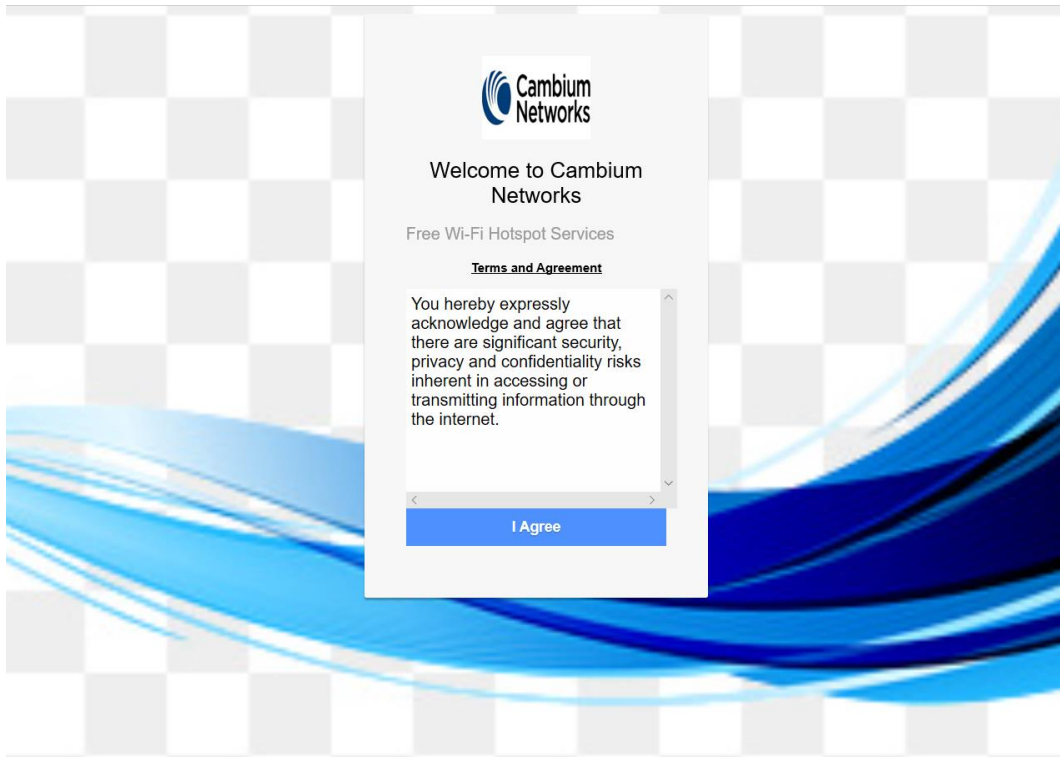 Cambium
Networks
Welcome to Cambium
Networks
Free Wi-Fi Hotspot Services
Terms and Agreement
You hereby expressly
acknowledge and agree that
there are significant security,
privacy and confidentiality risks
inherent in accessing or
transmitting information through
the internet.
I Agree